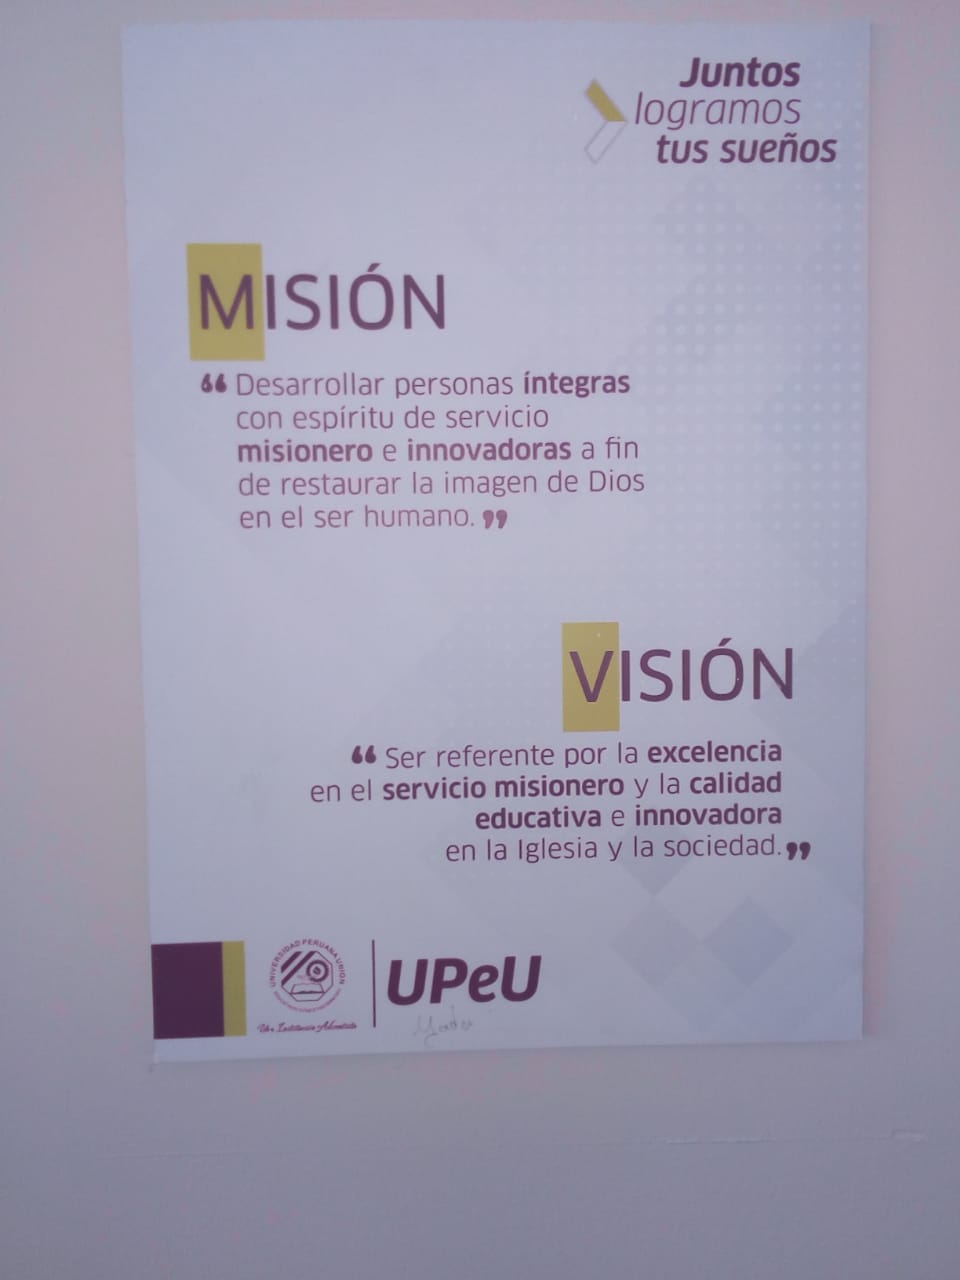 Juntos
logramos
tus sueños
MISIÓN
“ Desarrollar personas íntegras
con espíritu de servicio
misionero e innovadoras a fin
de restaurar la imagen de Dios
en el ser humano. ”
VISIÓN
“ Ser referente por la excelencia
en el servicio misionero y la calidad
educativa e innovadora
en la Iglesia y la sociedad. ”
UNIVERSIDAD PERUANA UNION
Una Institución Adventista
UPeU